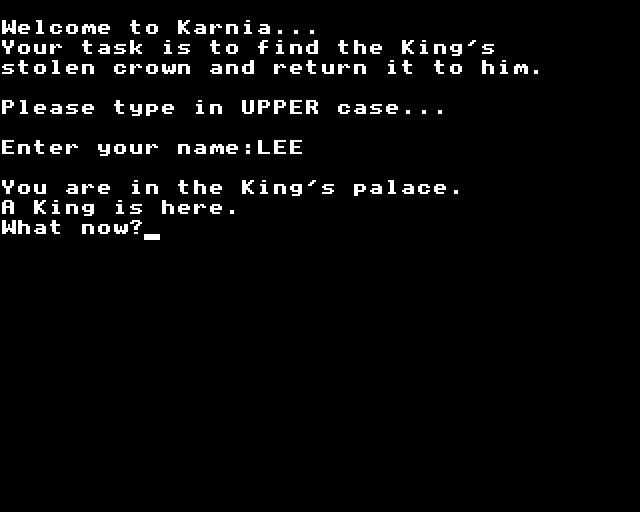 Welcome to Karnia...
Your task is to find the King's
stolen crown and return it to him.
Please type in UPPER case...
Enter your name:LEE
You are in the King's palace.
A King is here.
What now?_